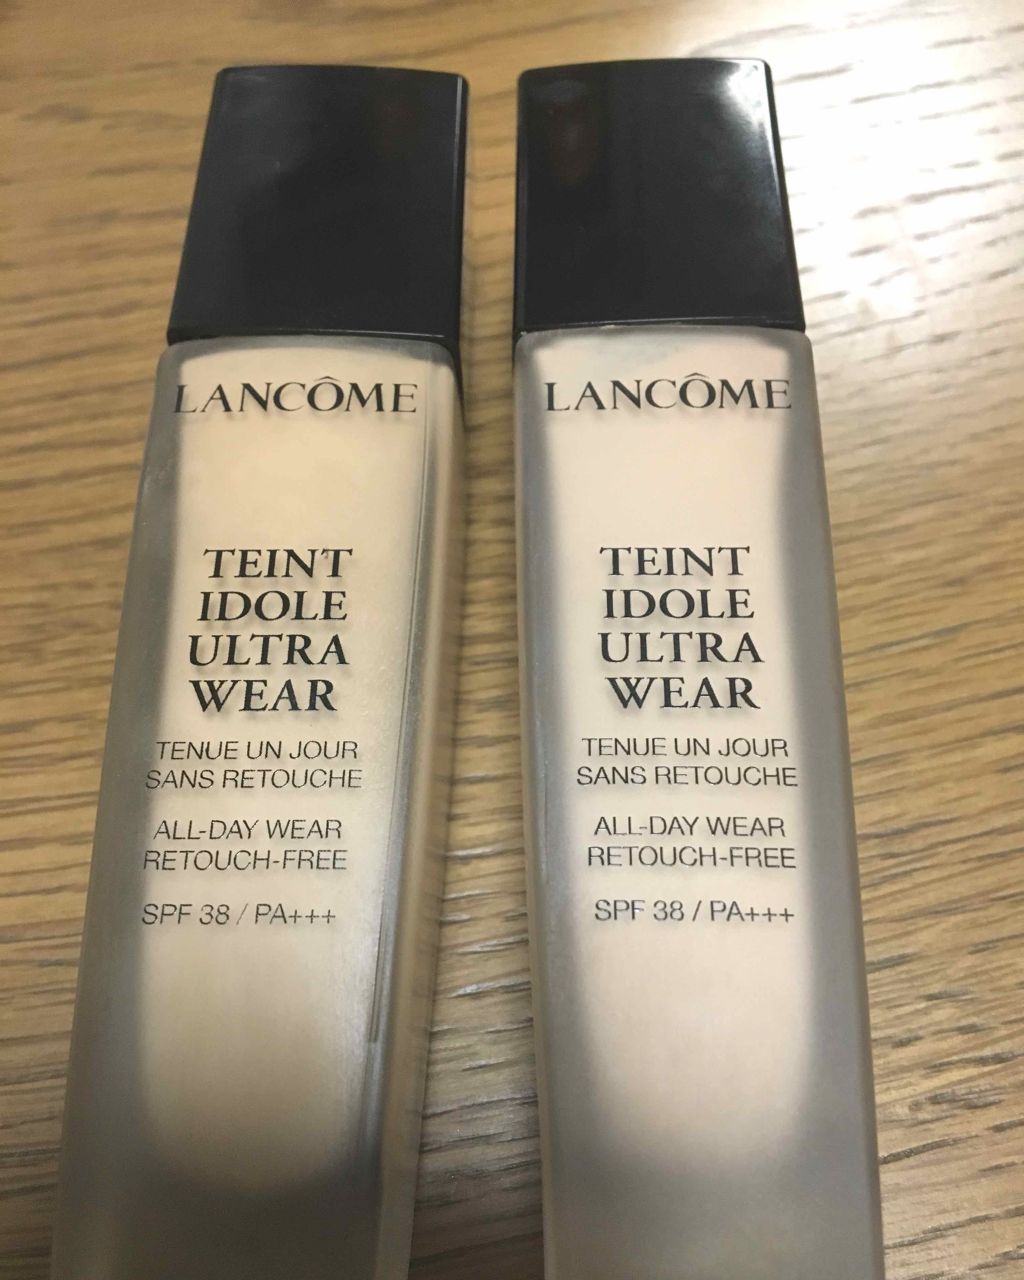 LANCÔME
TEINT
IDOLE
ULTRA
WEAR
TENUE UN JOUR
SANS RETOUCHE
ALL-DAY WEAR
RETOUCH-FREE
SPF 38 / PA+++
LANCÔME
TEINT
IDOLE
ULTRA
WEAR
TENUE UN JOUR
SANS RETOUCHE
ALL-DAY WEAR
RETOUCH-FREE
SPF 38 / PA+++